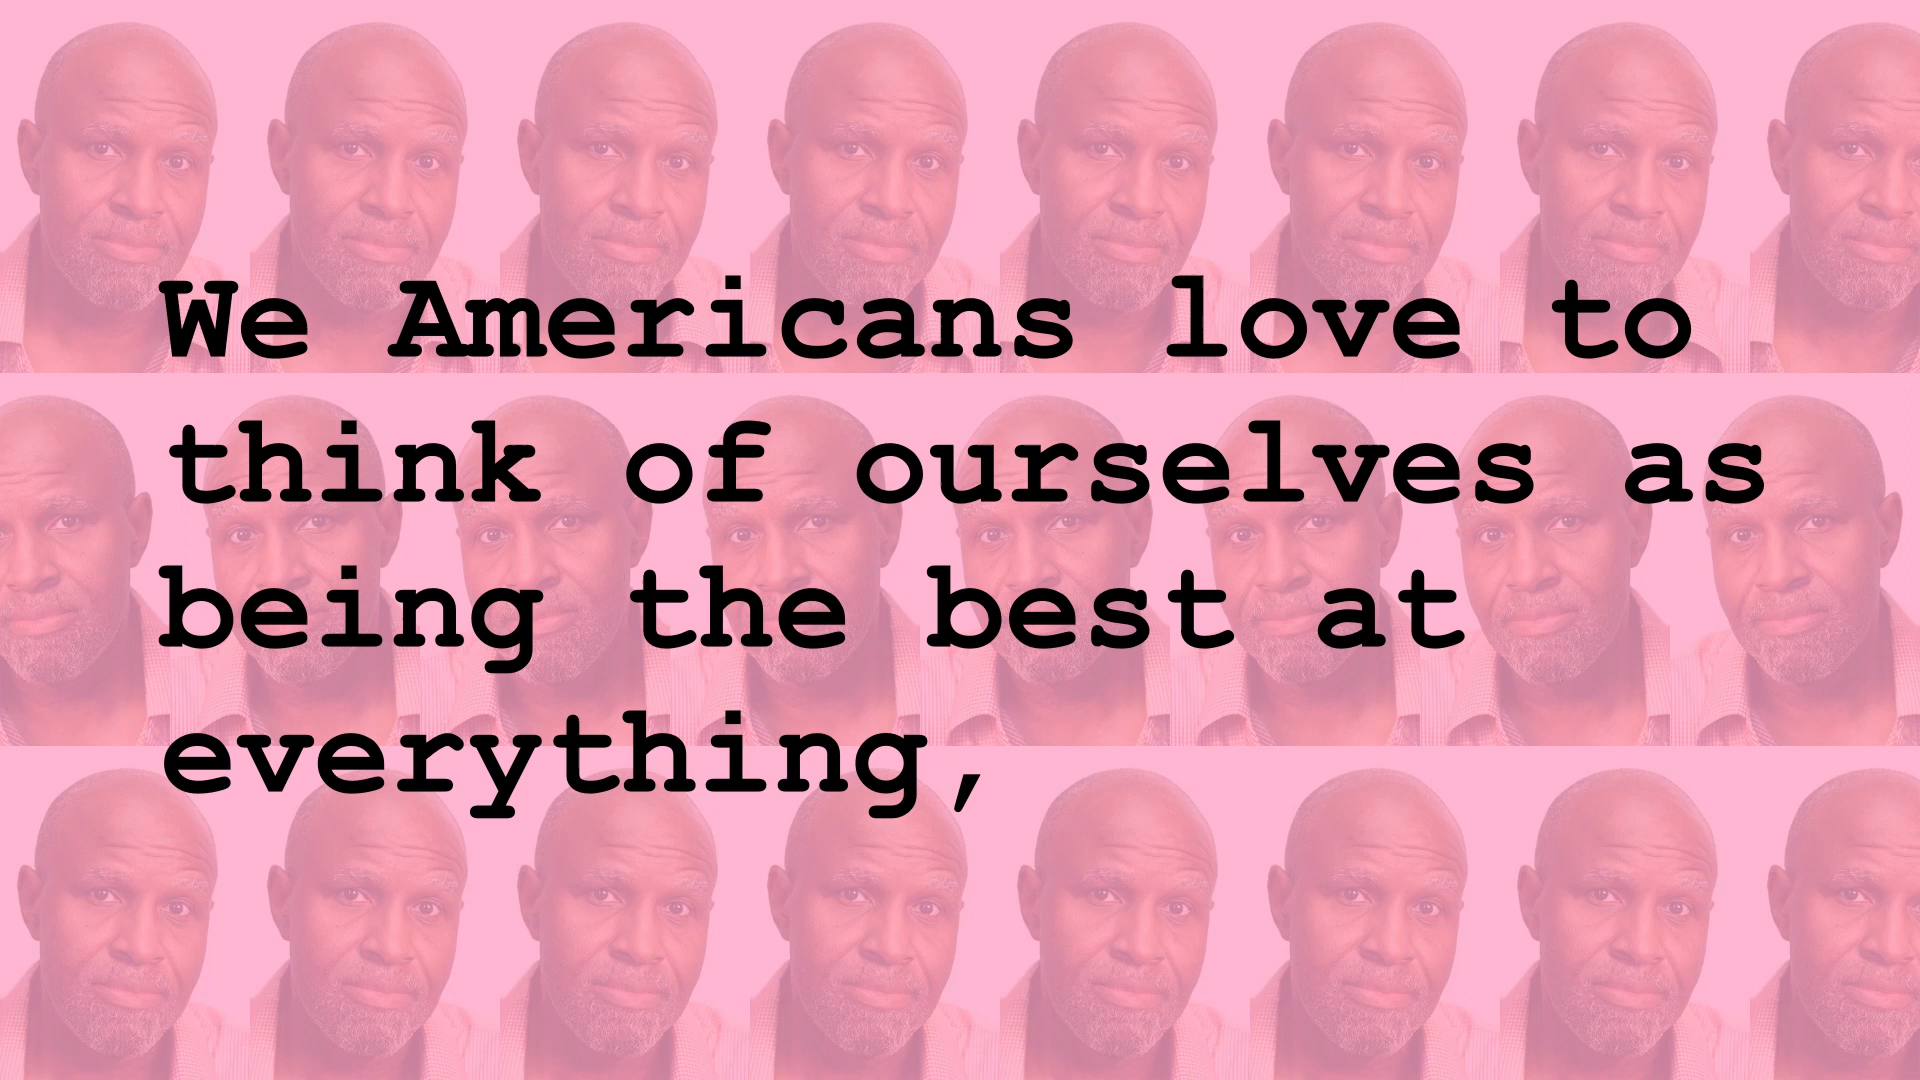 We Americans love to
think of ourselves as
being the best at
everything,